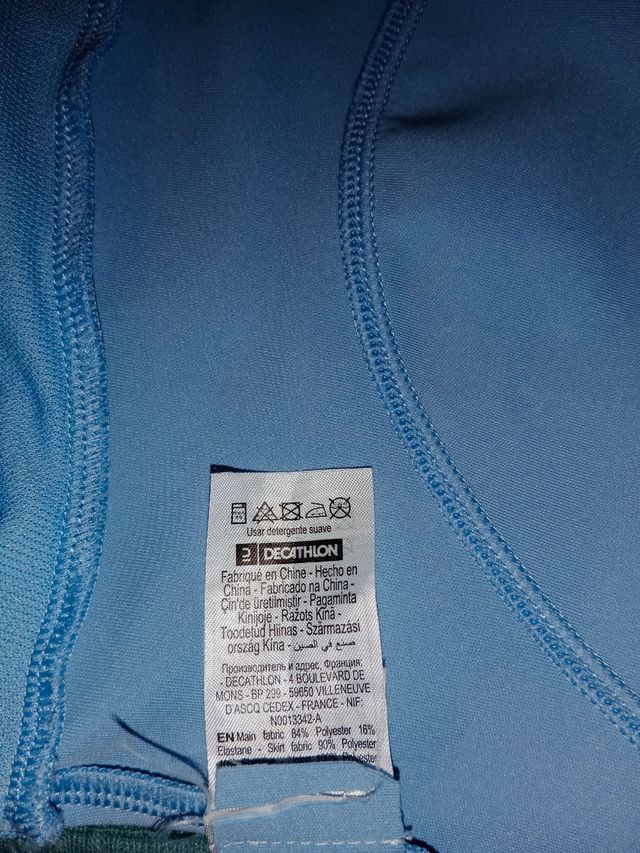 Usar detergente suave
DECATHLON
Fabriqué en Chine - Hecho en
China - Fabricado na China -
Çin'de üretilmiştir - Pagaminta
Kinijoje - Ražots Ķīnā -
Toodetud Hiinas - Származási
ország Kína - صنع في الصين
Производитель и адрес, Франция:
- DECATHLON - 4 BOULEVARD DE
MONS - BP 299 - 59650 VILLENEUVE
D'ASCQ CEDEX - FRANCE - NIF:
N0013342-A
EN Main fabric 84% Polyester 16%
Elastane - Skirt fabric 90% Polyester
Polyester